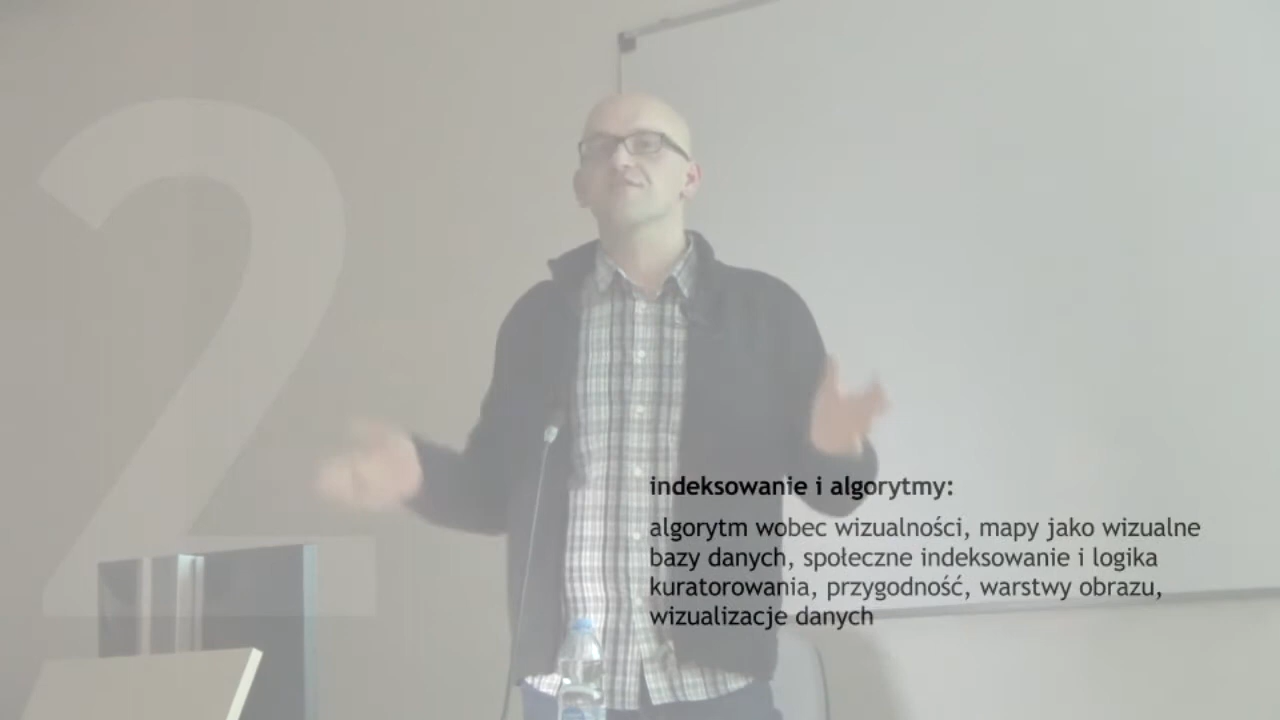 2
indeksowanie i algorytmy:
algorytm wobec wizualności, mapy jako wizualne
bazy danych, społeczne indeksowanie i logika
kuratorowania, przygodność, warstwy obrazu,
wizualizacje danych